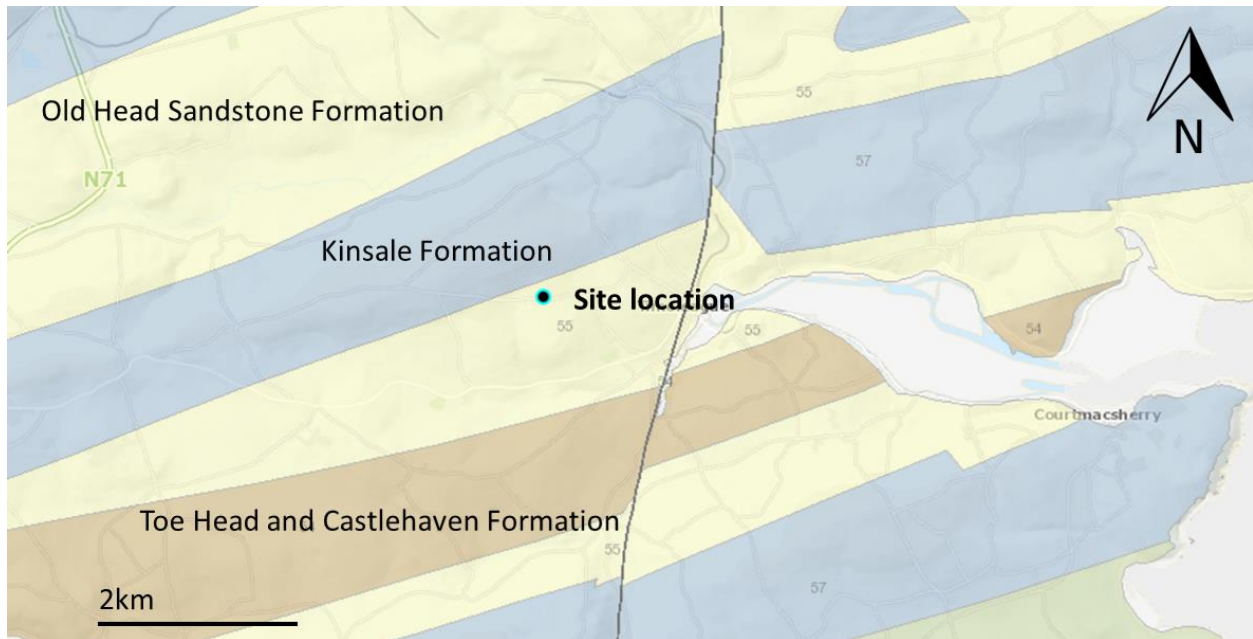 55
Old Head Sandstone Formation
N
57
N71
Kinsale Formation
Site location
55
55
54
54
Courtmacsherry
Toe Head and Castlehaven Formation
55
57
2km